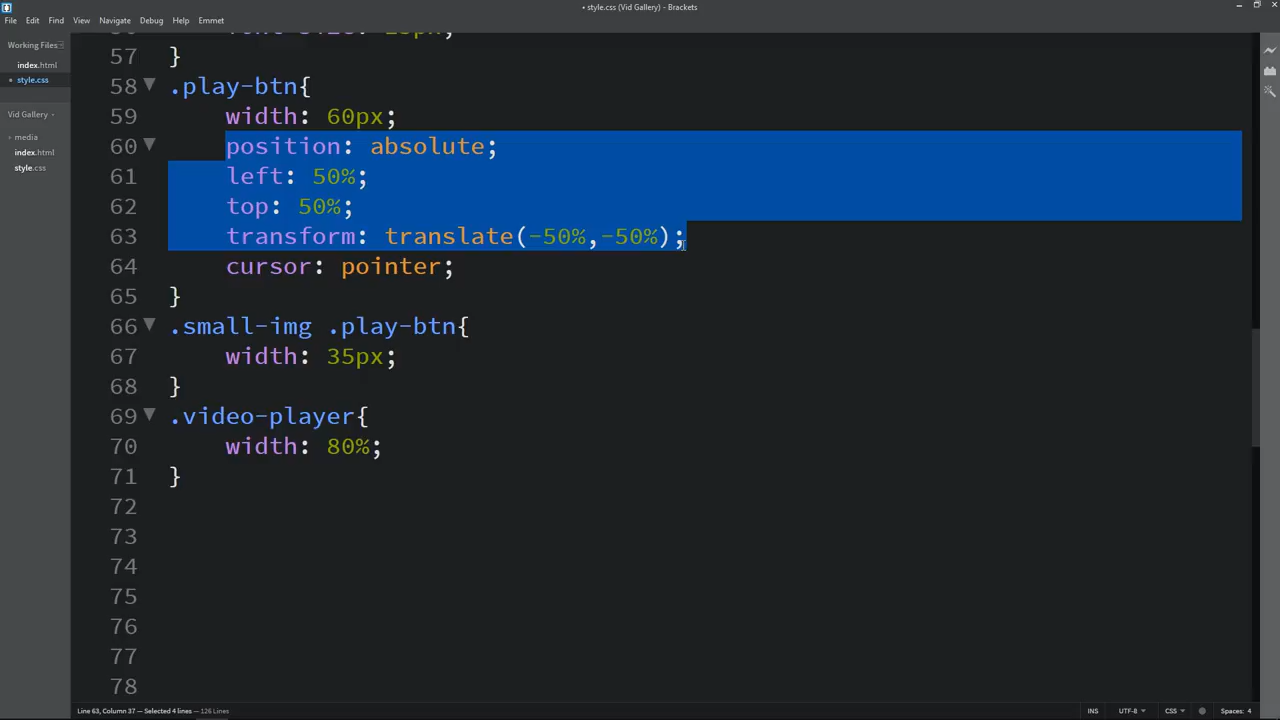 • style.css (Vid Gallery) - Brackets
File Edit Find View Navigate Debug Help Emmet
Working Files
index.html
• style.css
Vid Gallery
media
index.html
style.css
57 }
58 .play-btn{
59 width: 60px;
60 position: absolute;
61 left: 50%;
62 top: 50%;
63 transform: translate(-50%,-50%);
64 cursor: pointer;
65 }
66 .small-img .play-btn{
67 width: 35px;
68 }
69 .video-player{
70 width: 80%;
71 }
72
73
74
75
76
77
78
Line 63, Column 37 — Selected 4 lines — 126 Lines
INS UTF-8 CSS Spaces: 4